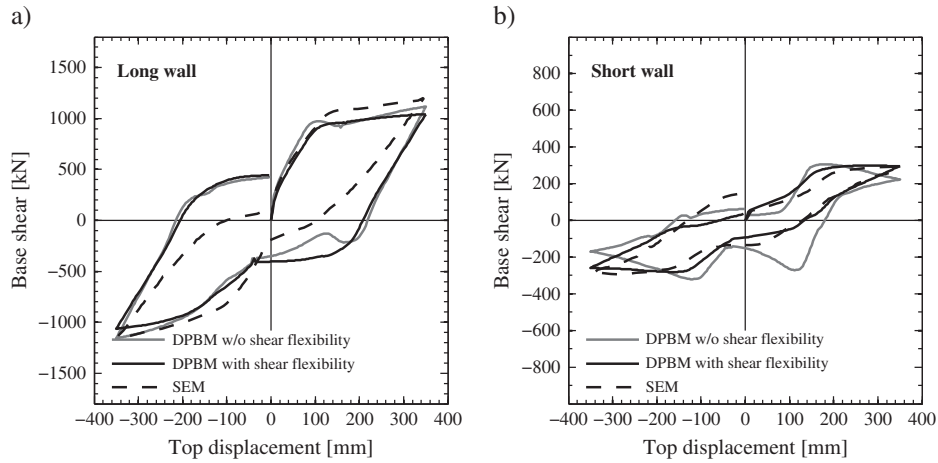 a)
Long wall
1500
1000
500
0
−500
−1000
−1500
Base shear [kN]
DPBM w/o shear flexibility
DPBM with shear flexibility
SEM
−400 −300 −200 −100 0 100 200 300 400
Top displacement [mm]
b)
Short wall
800
600
400
200
0
−200
−400
−600
−800
Base shear [kN]
DPBM w/o shear flexibility
DPBM with shear flexibility
SEM
−400 −300 −200 −100 0 100 200 300 400
Top displacement [mm]